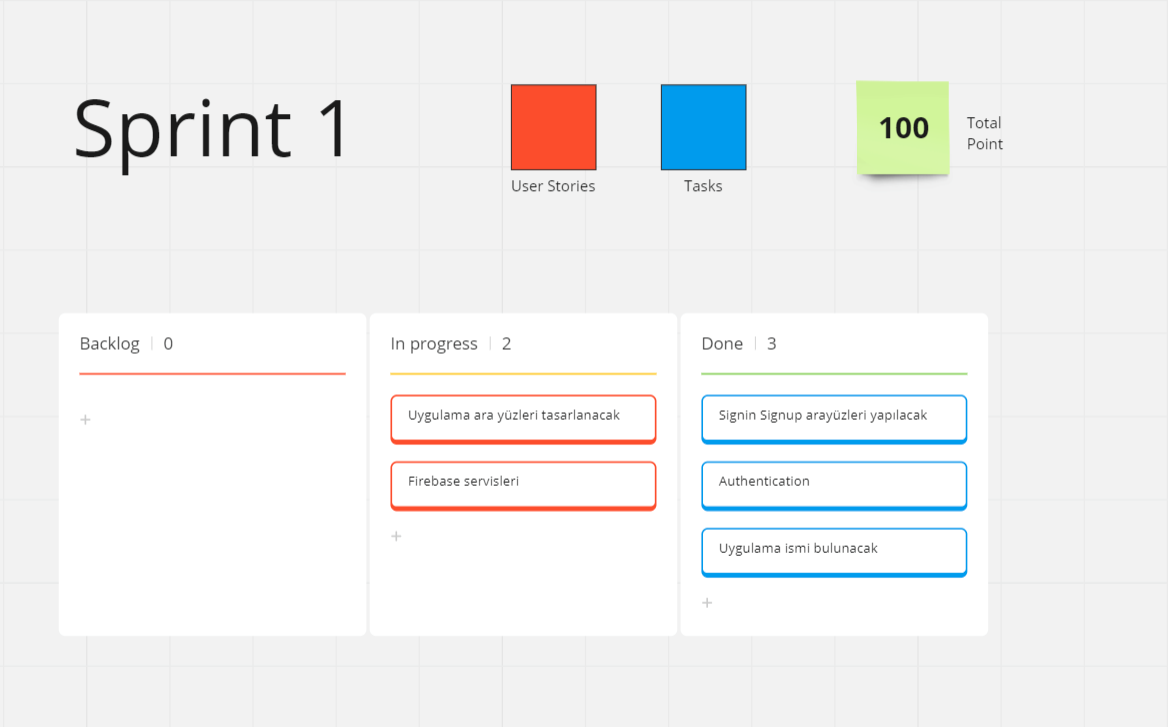 Sprint 1
User Stories
Tasks
100
Total
Point
Backlog 0
In progress 2
Uygulama ara yüzleri tasarlanacak
Firebase servisleri
Done 3
Signin Signup arayüzleri yapılacak
Authentication
Uygulama ismi bulunacak